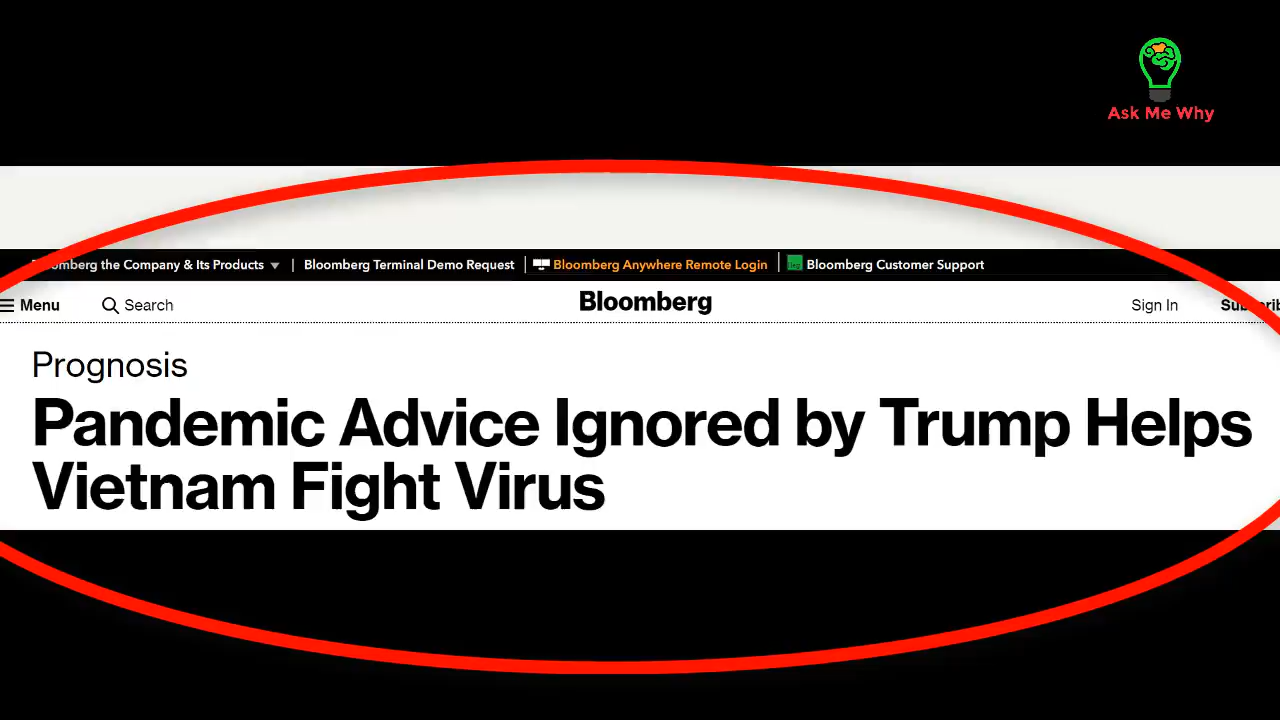 Ask Me Why
Bloomberg the Company & Its Products | Bloomberg Terminal Demo Request | Bloomberg Anywhere Remote Login | Bloomberg Customer Support
Menu Search Bloomberg Sign In
Prognosis
Pandemic Advice Ignored by Trump Helps
Vietnam Fight Virus